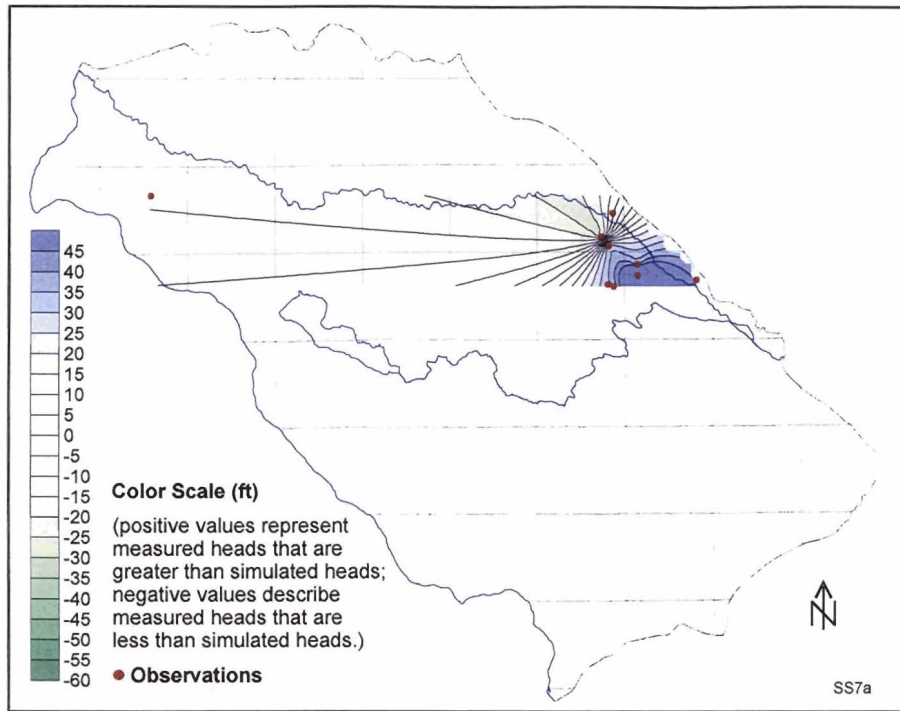 45
40
35
30
25
20
15
10
5
0
-5
-10
-15
-20
-25
-30
-35
-40
-45
-50
-55
-60
Color Scale (ft)
(positive values represent
measured heads that are
greater than simulated heads;
negative values describe
measured heads that are
less than simulated heads.)
Observations
N
SS7a